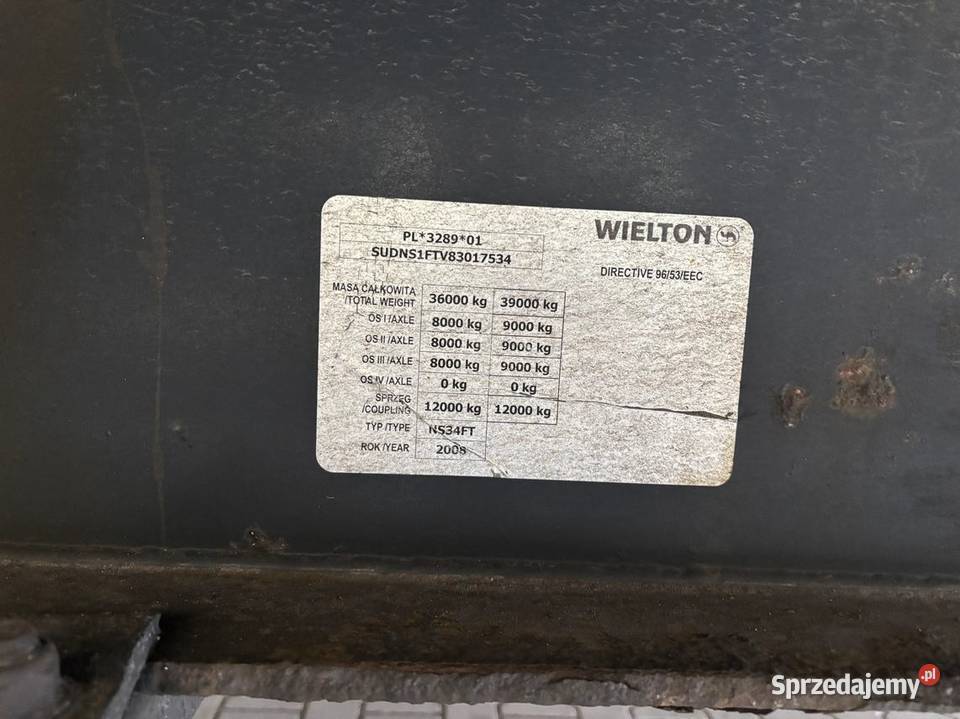 WIELTON
PL*3289*01
SUDNS1FTV83017534
DIRECTIVE 96/53/EEC
MASA CAŁKOWITA
/TOTAL WEIGHT 36000 kg 39000 kg
OS I /AXLE 8000 kg 9000 kg
OS II /AXLE 8000 kg 9000 kg
OS III /AXLE 8000 kg 9000 kg
OS IV /AXLE 0 kg 0 kg
SPRZĘG
/COUPLING 12000 kg 12000 kg
TYP /TYPE NS34FT
ROK /YEAR 2008
Sprzedajemy.pl